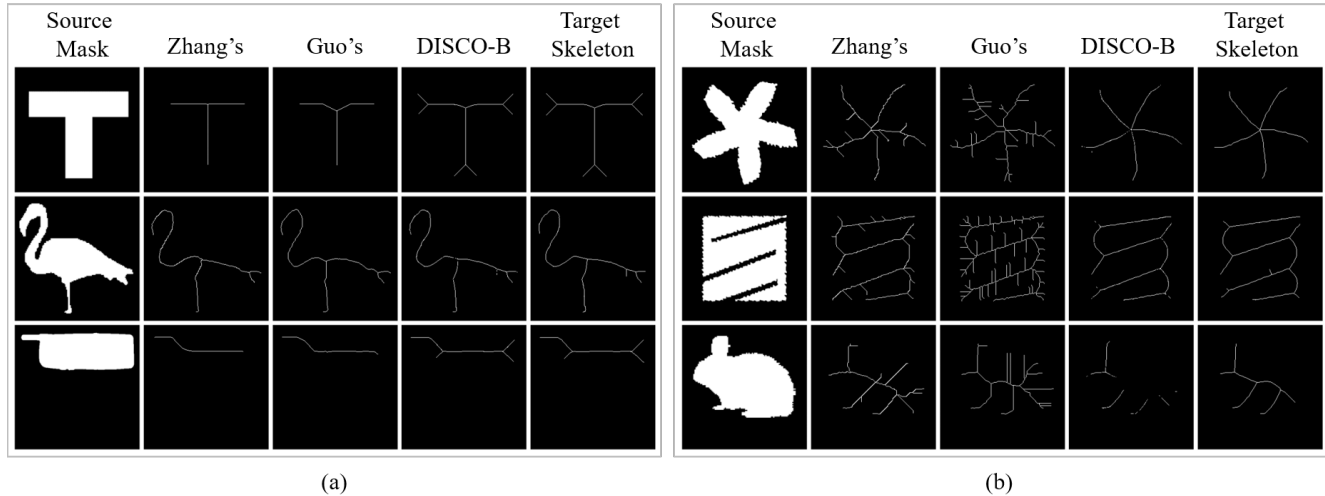 Source Mask
Zhang's
Guo's
DISCO-B
Target Skeleton
Source Mask
Zhang's
Guo's
DISCO-B
Target Skeleton
(a)
(b)